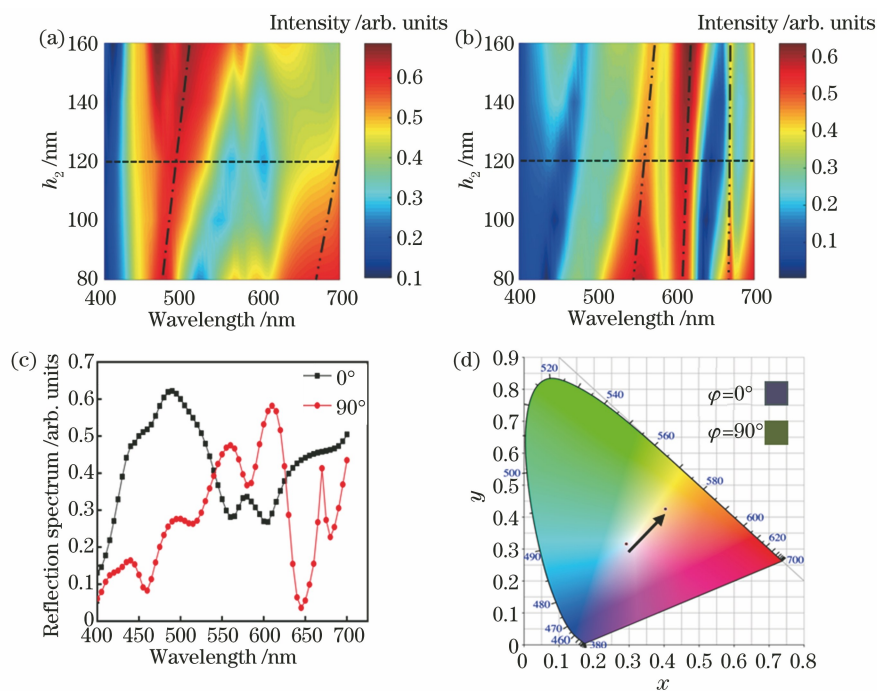 (a)
Intensity /arb. units
160
140
120
100
80
h2 /nm
400 500 600 700
Wavelength /nm
0.6
0.5
0.4
0.3
0.2
0.1
(b)
Intensity /arb. units
160
140
120
100
80
h2 /nm
400 500 600 700
Wavelength /nm
0.6
0.5
0.4
0.3
0.2
0.1
(c)
0.7
0.6
0.5
0.4
0.3
0.2
0.1
0
Reflection spectrum /arb. units
0°
90°
400 450 500 550 600 650 700
Wavelength /nm
(d)
0.9
0.8
0.7
0.6
0.5
0.4
0.3
0.2
0.1
0
y
520
540
560
580
600
620
700
500
490
480
470
460
380
φ=0°
φ=90°
0 0.1 0.2 0.3 0.4 0.5 0.6 0.7 0.8
x